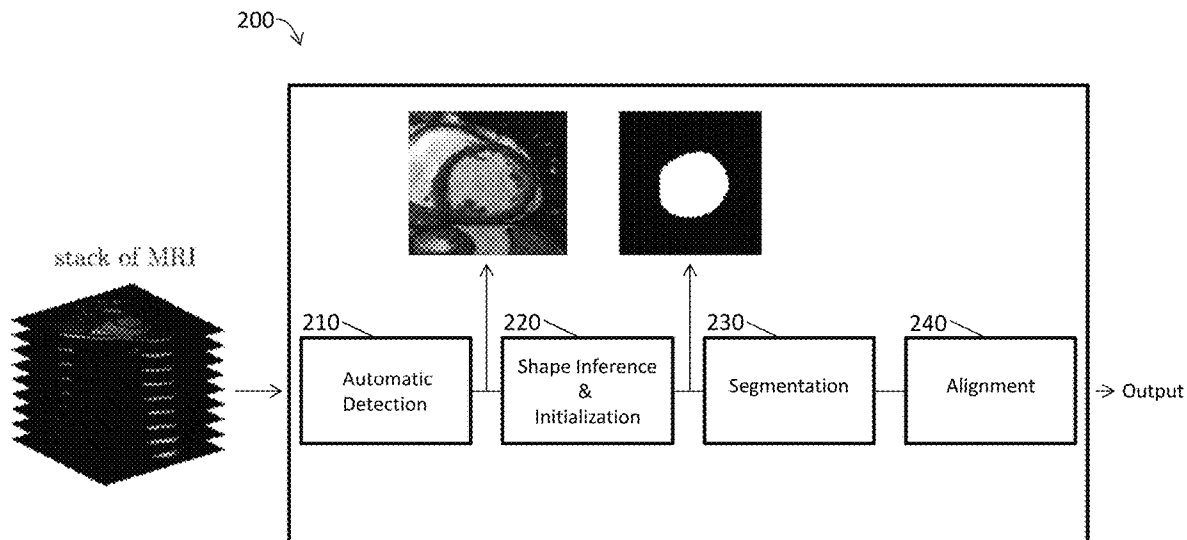 200
stack of MRI
210
220
230
240
Automatic
Detection
Shape Inference
&
Initialization
Segmentation
Alignment
Output